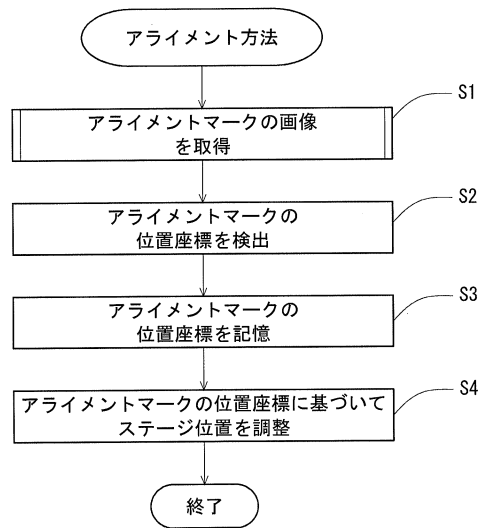 アライメント方法
S1
アライメントマークの画像
を取得
S2
アライメントマークの
位置座標を検出
S3
アライメントマークの
位置座標を記憶
S4
アライメントマークの位置座標に基づいて
ステージ位置を調整
終了